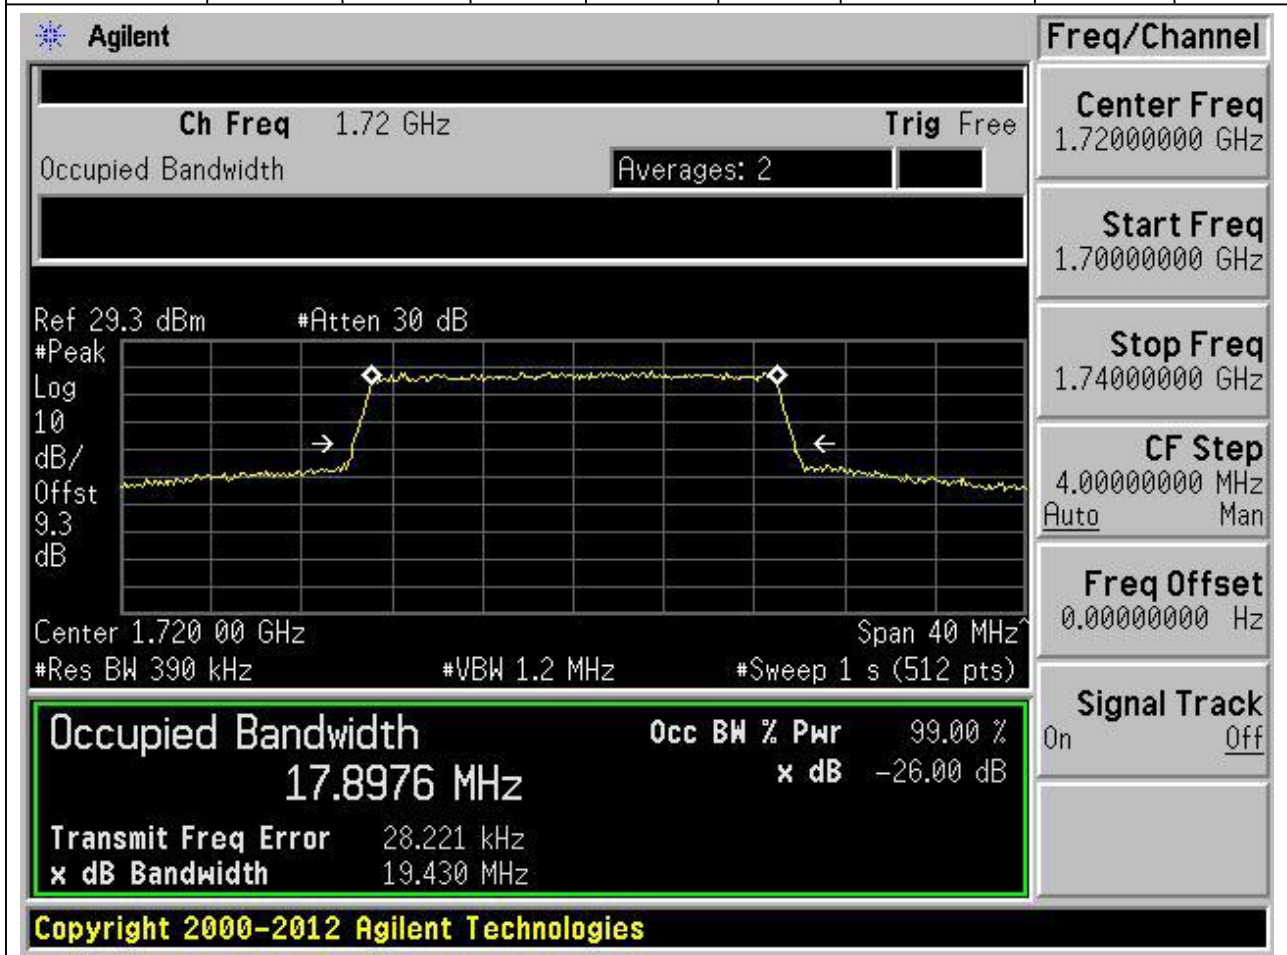 Agilent
Freq/Channel
Ch Freq 1.72 GHz Trig Free
Occupied Bandwidth Averages: 2
Center Freq
1.72000000 GHz
Start Freq
1.70000000 GHz
Stop Freq
1.74000000 GHz
CF Step
4.00000000 MHz
Auto Man
Freq Offset
0.00000000 Hz
Signal Track
On Off
Ref 29.3 dBm #Atten 30 dB
#Peak
Log
10
dB/
Offst
9.3
dB
Center 1.720 00 GHz Span 40 MHz^
#Res BW 390 kHz #VBW 1.2 MHz #Sweep 1 s (512 pts)
Occupied Bandwidth Occ BW % Pwr 99.00 %
17.8976 MHz x dB -26.00 dB
Transmit Freq Error 28.221 kHz
x dB Bandwidth 19.430 MHz
Copyright 2000-2012 Agilent Technologies